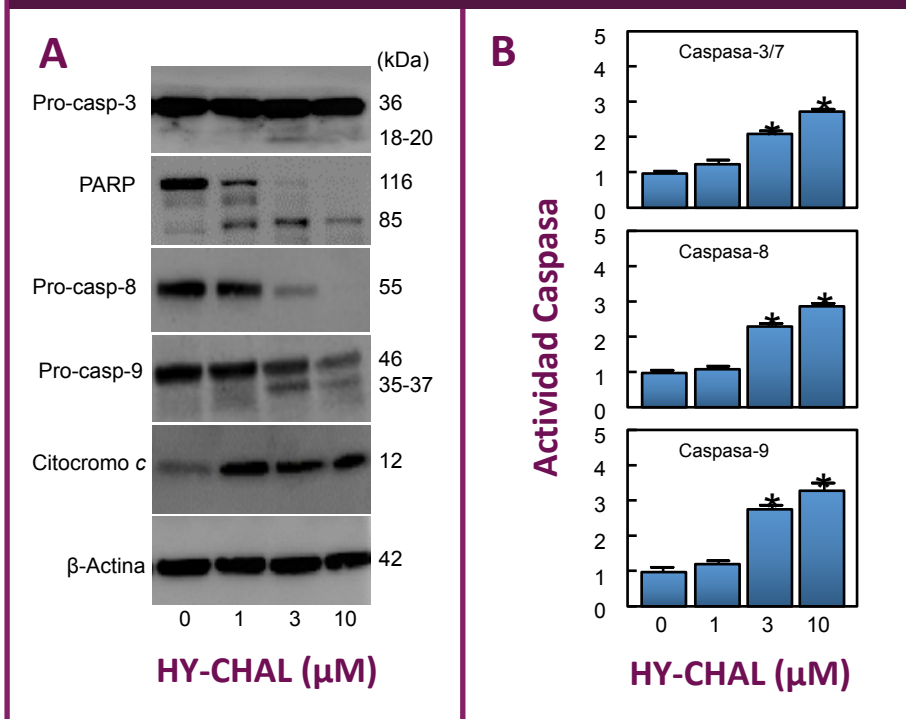 A
(kDa)
Pro-casp-3
36
18-20
PARP
116
85
Pro-casp-8
55
Pro-casp-9
46
35-37
Citocromo c
12
β-Actina
42
0 1 3 10
HY-CHAL (μM)
B
Actividad Caspasa
5
4
3
2
1
0
Caspasa-3/7
* *
5
4
3
2
1
0
Caspasa-8
* *
5
4
3
2
1
0
Caspasa-9
* *
0 1 3 10
HY-CHAL (μM)